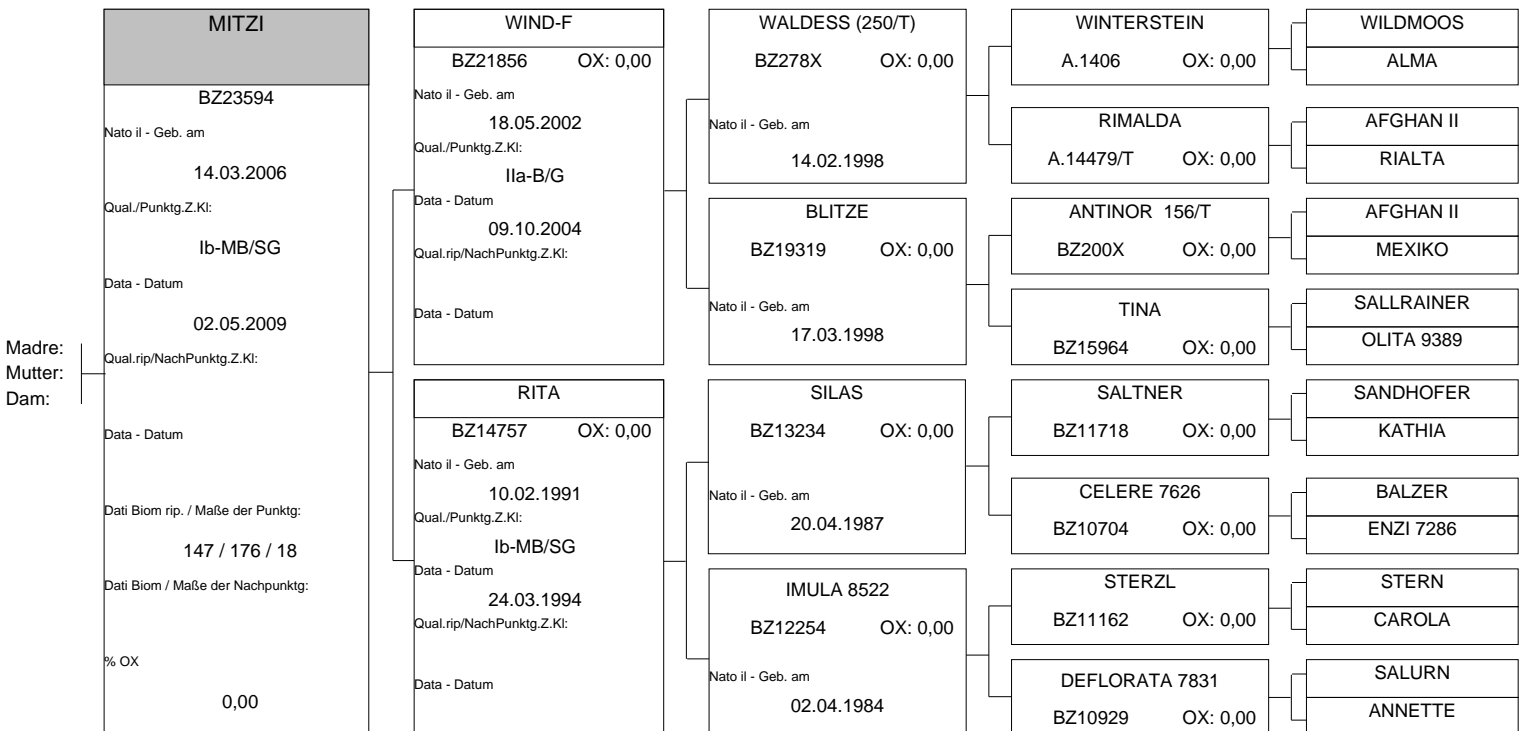 Madre:
Mutter:
Dam:
MITZI
BZ23594
Nato il - Geb. am
14.03.2006
Qual./Punktg.Z.Kl:
Ib-MB/SG
Data - Datum
02.05.2009
Qual.rip/NachPunktg.Z.Kl:
Data - Datum
Dati Biom rip. / Maße der Punktg:
147 / 176 / 18
Dati Biom / Maße der Nachpunktg:
% OX
0,00
WIND-F
BZ21856 OX: 0,00
Nato il - Geb. am
18.05.2002
Qual./Punktg.Z.Kl:
IIa-B/G
Data - Datum
09.10.2004
Qual.rip/NachPunktg.Z.Kl:
Data - Datum
RITA
BZ14757 OX: 0,00
Nato il - Geb. am
10.02.1991
Qual./Punktg.Z.Kl:
Ib-MB/SG
Data - Datum
24.03.1994
Qual.rip/NachPunktg.Z.Kl:
Data - Datum
WALDESS (250/T)
BZ278X OX: 0,00
Nato il - Geb. am
14.02.1998
BLITZE
BZ19319 OX: 0,00
Nato il - Geb. am
17.03.1998
SILAS
BZ13234 OX: 0,00
Nato il - Geb. am
20.04.1987
IMULA 8522
BZ12254 OX: 0,00
Nato il - Geb. am
02.04.1984
WINTERSTEIN
A.1406 OX: 0,00
RIMALDA
A.14479/T OX: 0,00
ANTINOR 156/T
BZ200X OX: 0,00
TINA
BZ15964 OX: 0,00
SALTNER
BZ11718 OX: 0,00
CELERE 7626
BZ10704 OX: 0,00
STERZL
BZ11162 OX: 0,00
DEFLORATA 7831
BZ10929 OX: 0,00
WILDMOOS
ALMA
AFGHAN II
RIALTA
AFGHAN II
MEXIKO
SALLRAINER
OLITA 9389
SANDHOFER
KATHIA
BALZER
ENZI 7286
STERN
CAROLA
SALURN
ANNETTE